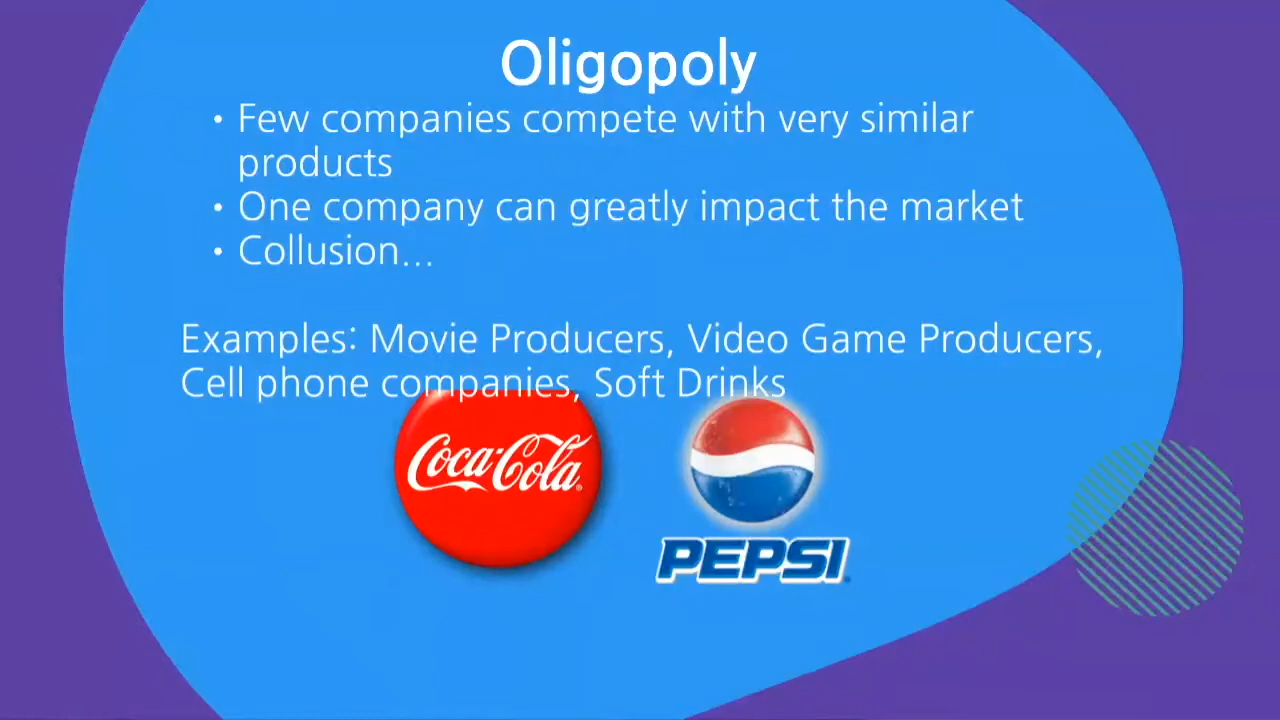 Oligopoly
• Few companies compete with very similar
products
• One company can greatly impact the market
• Collusion...
Examples: Movie Producers, Video Game Producers,
Cell phone companies, Soft Drinks
Coca-Cola
PEPSI